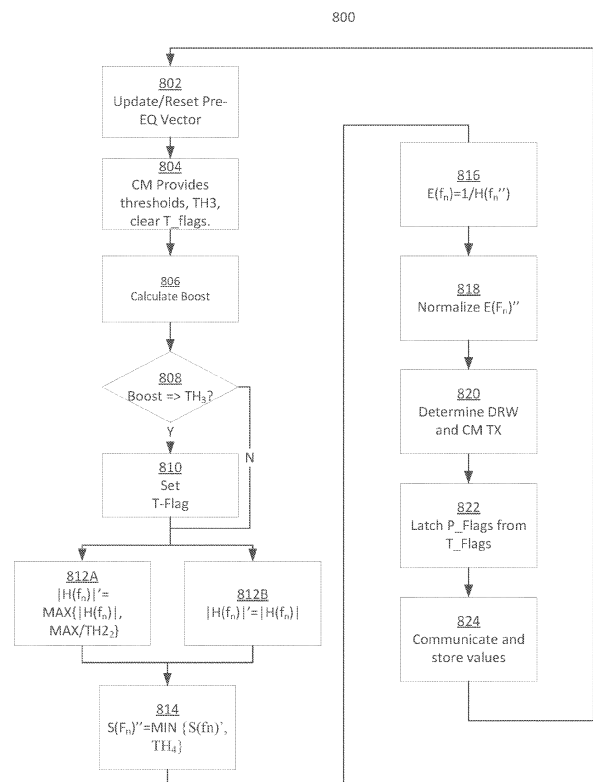 800
802
Update/Reset Pre-
EQ Vector
804
CM Provides
thresholds, TH3,
clear T_flags.
806
Calculate Boost
808
Boost => TH₃?
Y
N
810
Set
T-Flag
812A
|H(fₙ)|'=
MAX{|H(fₙ)|,
MAX/TH2₂}
812B
|H(fₙ)|'=|H(fₙ)|
814
S(Fₙ)''=MIN {S(fn)',
TH₄}
816
E(fₙ)=1/H(fₙ'')
818
Normalize E(Fₙ)''
820
Determine DRW
and CM TX
822
Latch P_Flags from
T_Flags
824
Communicate and
store values